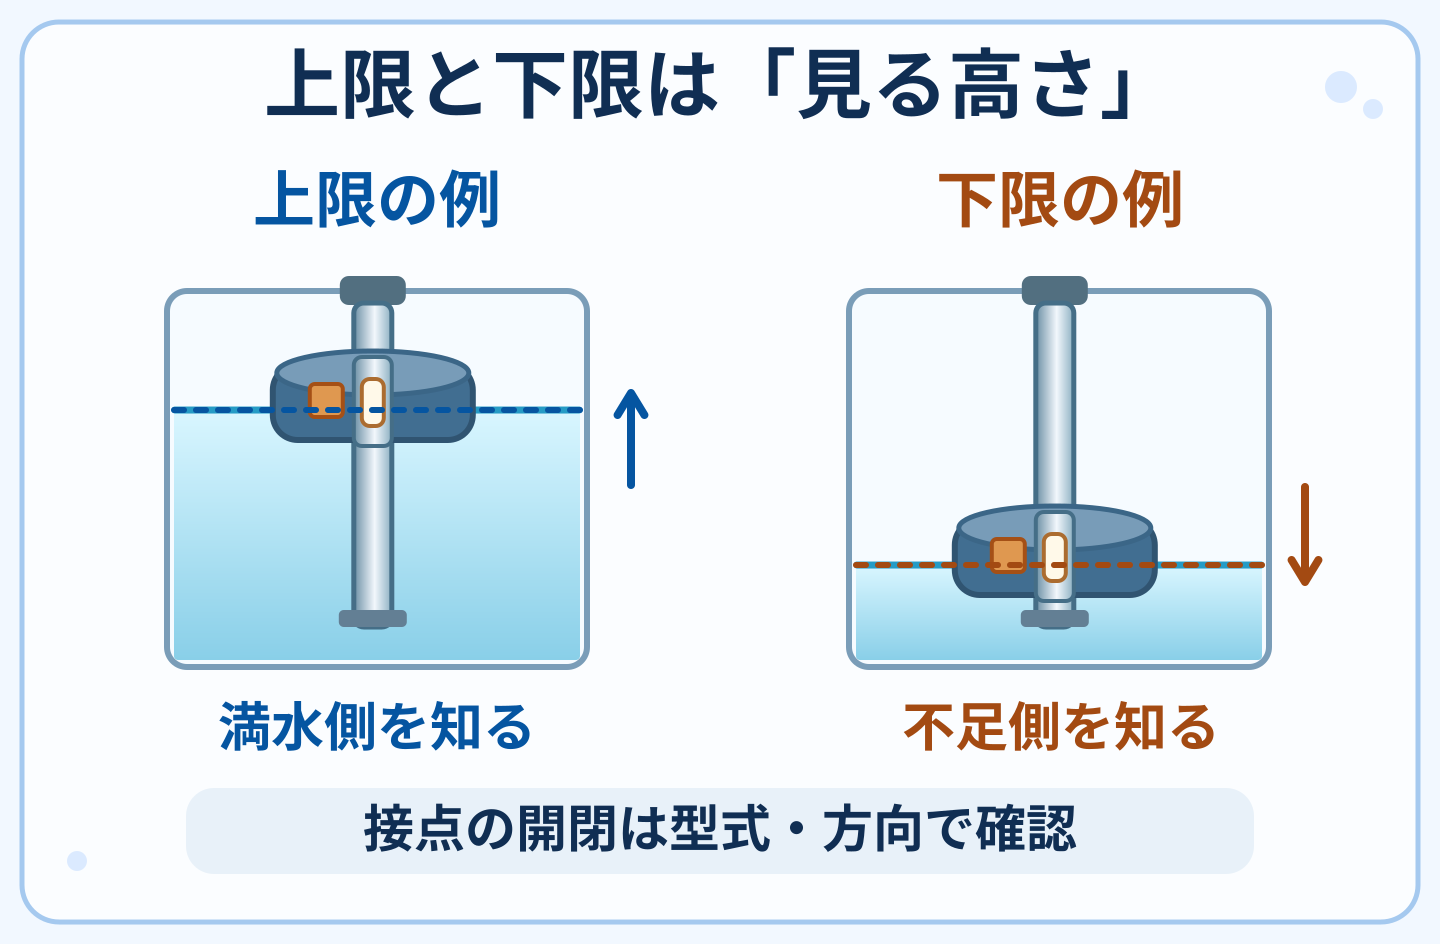 上限と下限は「見る高さ」
上限の例
下限の例
満水側を知る
不足側を知る
接点の開閉は型式・方向で確認